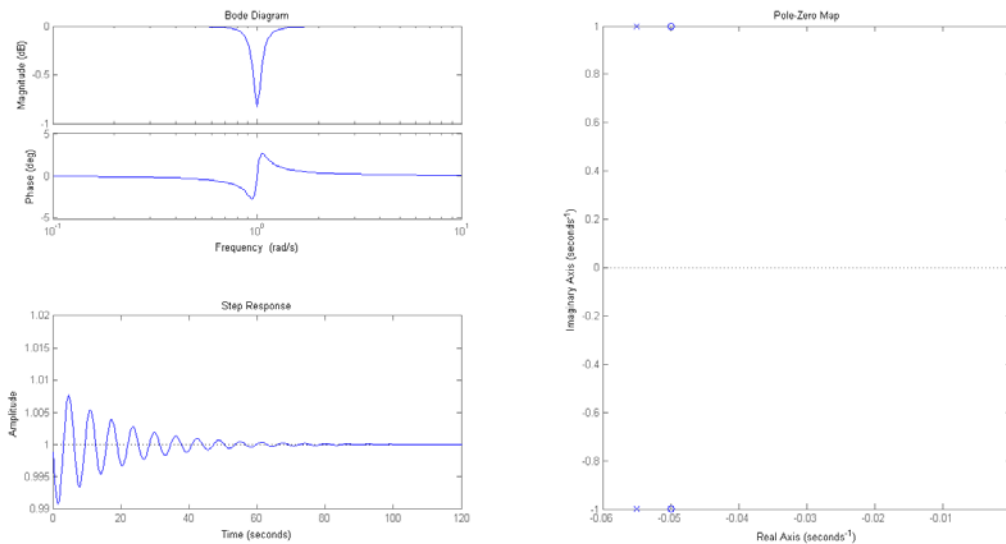 Bode Diagram
Magnitude (dB)
0
-0.5
-1
Phase (deg)
5
0
-5
10^-1
10^0
10^1
Frequency (rad/s)
Step Response
Amplitude
1.02
1.015
1.01
1.005
1
0.995
0.99
0 20 40 60 80 100 120
Time (seconds)
Pole-Zero Map
Imaginary Axis (seconds^-1)
1
0.8
0.6
0.4
0.2
0
-0.2
-0.4
-0.6
-0.8
-1
-0.06 -0.05 -0.04 -0.03 -0.02 -0.01
Real Axis (seconds^-1)